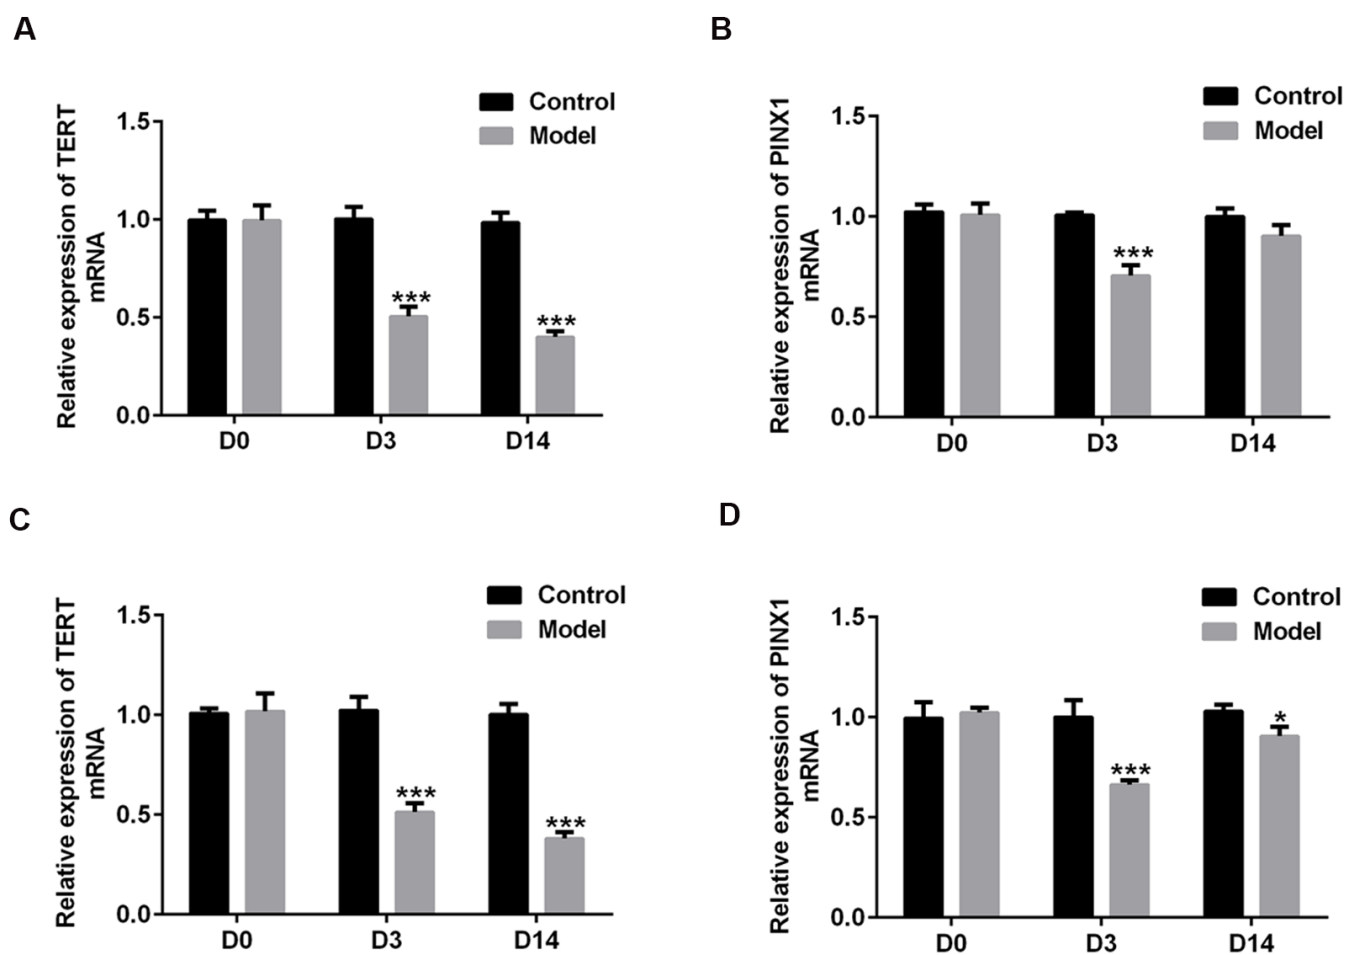 A
Control
Model
Relative expression of TERT
mRNA
1.5
1.0
0.5
0.0
***
***
D0 D3 D14
B
Control
Model
Relative expression of PINX1
mRNA
1.5
1.0
0.5
0.0
***
D0 D3 D14
C
Control
Model
Relative expression of TERT
mRNA
1.5
1.0
0.5
0.0
***
***
D0 D3 D14
D
Control
Model
Relative expression of PINX1
mRNA
1.5
1.0
0.5
0.0
***
*
D0 D3 D14